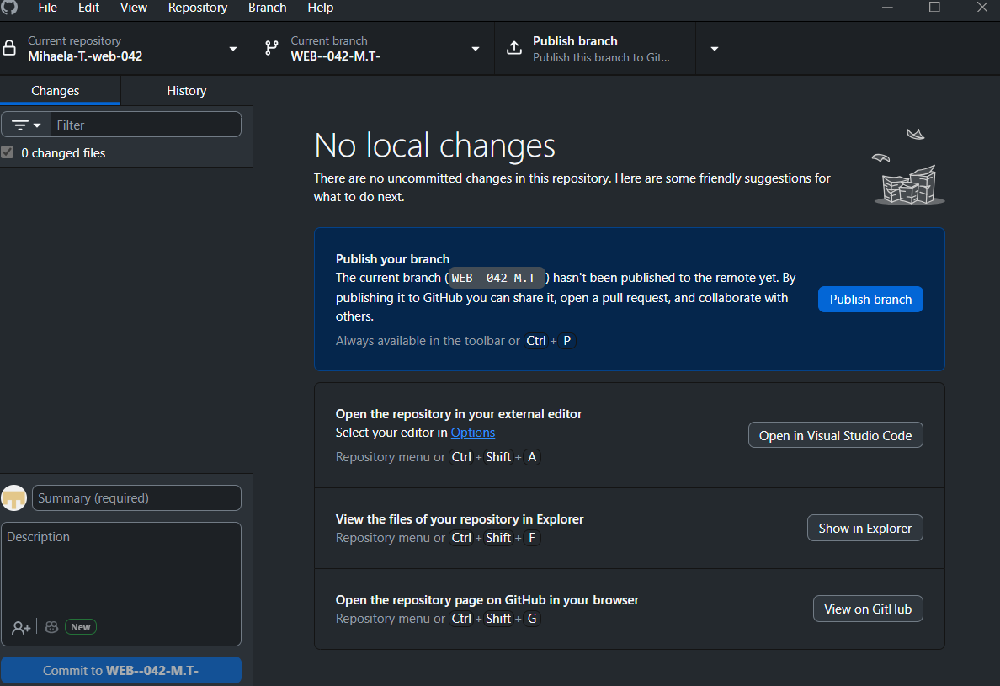 File Edit View Repository Branch Help
Current repository
Mihaela-T.-web-042
Current branch
WEB--042-M.T-
Publish branch
Publish this branch to Git...
Changes
History
Filter
0 changed files
No local changes
There are no uncommitted changes in this repository. Here are some friendly suggestions for
what to do next.
Publish your branch
The current branch ( WEB--042-M.T- ) hasn't been published to the remote yet. By
publishing it to GitHub you can share it, open a pull request, and collaborate with
others.
Always available in the toolbar or Ctrl + P
Publish branch
Open the repository in your external editor
Select your editor in Options
Repository menu or Ctrl + Shift + A
Open in Visual Studio Code
View the files of your repository in Explorer
Repository menu or Ctrl + Shift + F
Show in Explorer
Open the repository page on GitHub in your browser
Repository menu or Ctrl + Shift + G
View on GitHub
Summary (required)
Description
New
Commit to WEB--042-M.T-